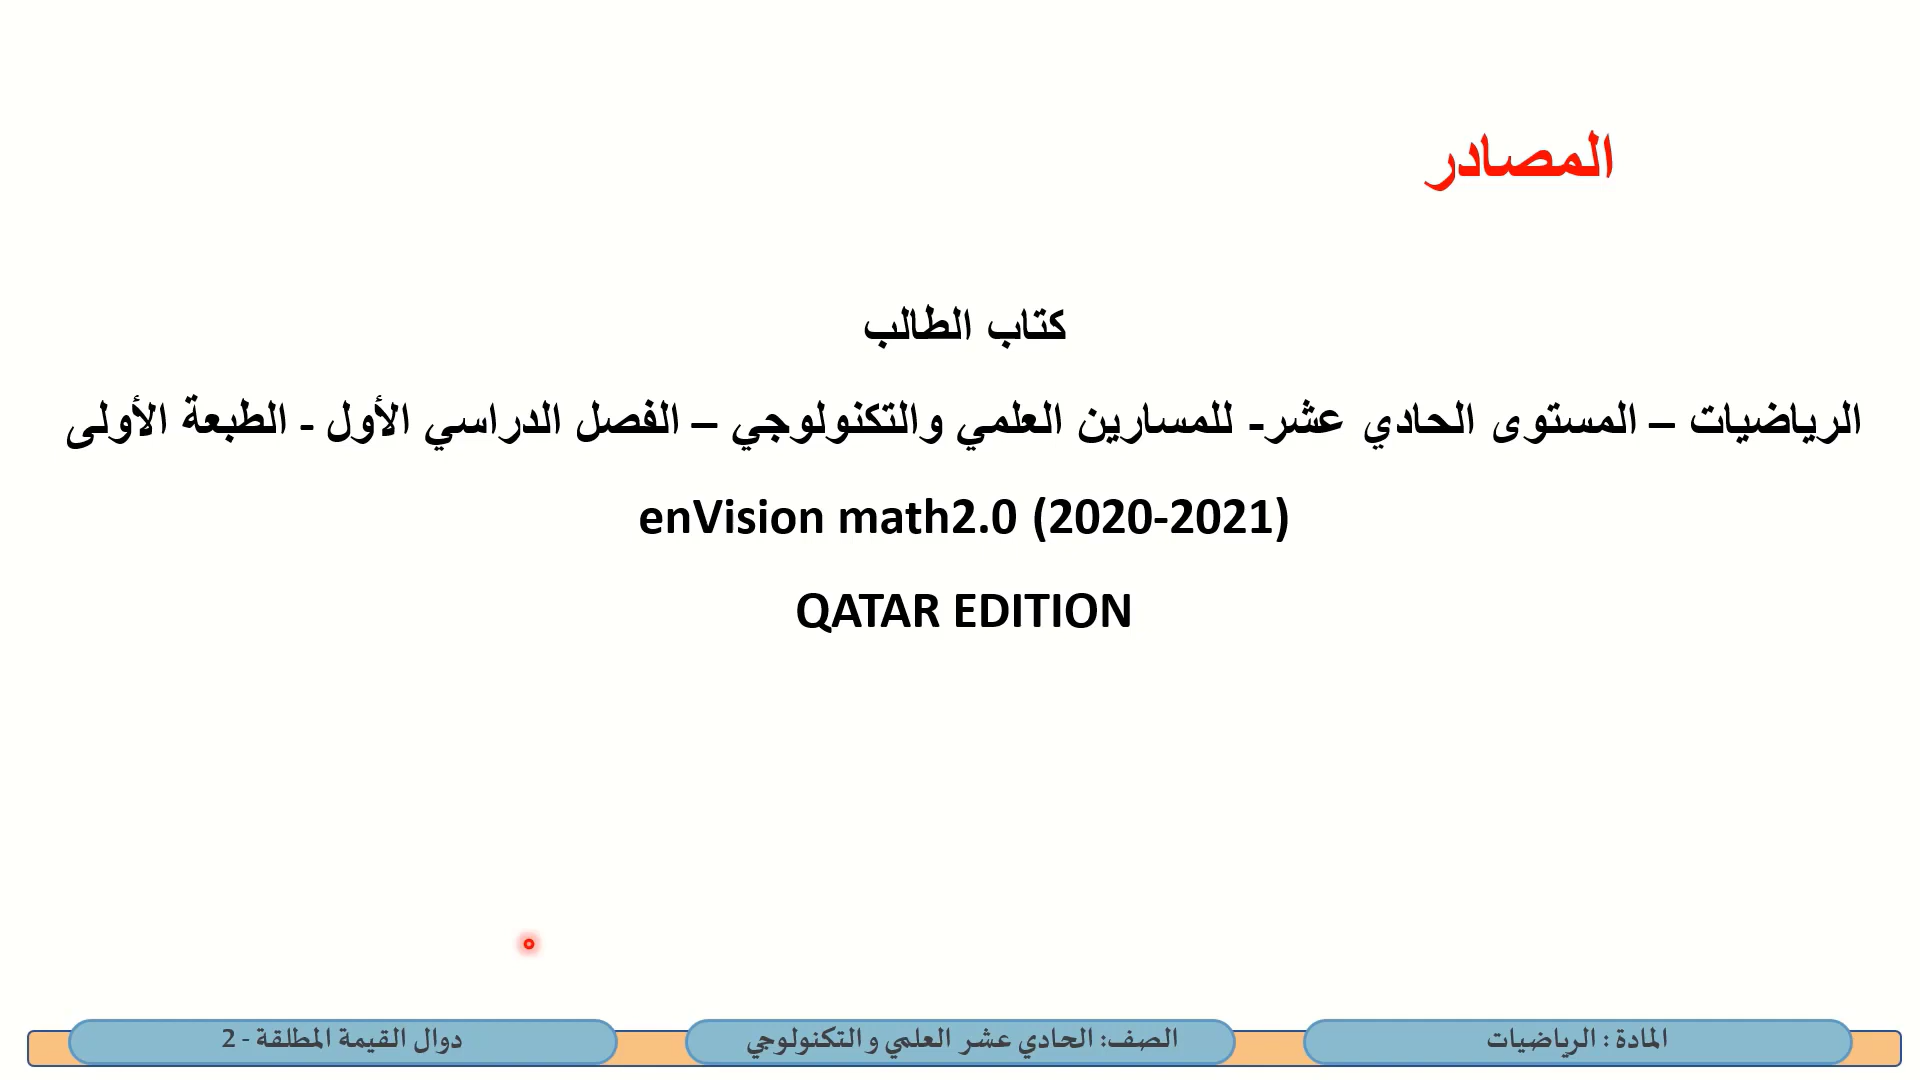 المصادر
كتاب الطالب
الرياضيات – المستوى الحادي عشر- للمسارين العلمي والتكنولوجي – الفصل الدراسي الأول - الطبعة الأولى
enVision math2.0 (2020-2021)
QATAR EDITION
المادة : الرياضيات
الصف: الحادي عشر العلمي و التكنولوجي
دوال القيمة المطلقة - 2